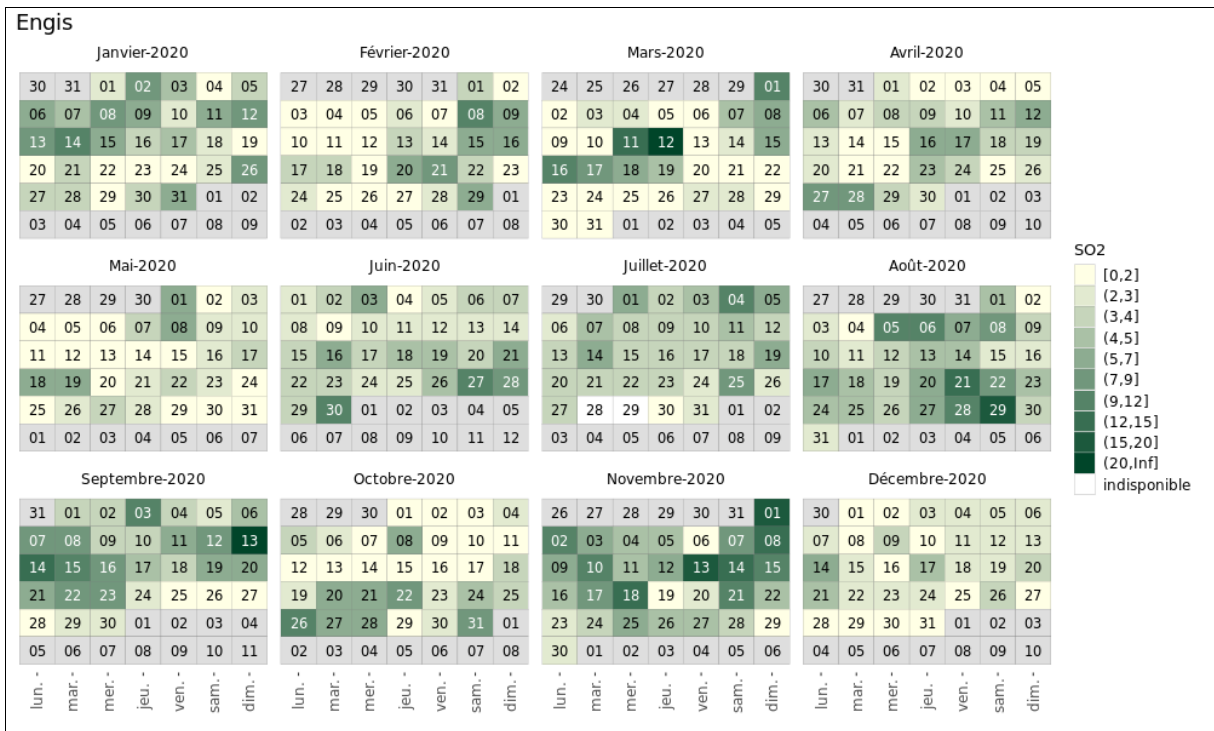 Engis
Janvier-2020 Février-2020 Mars-2020 Avril-2020
30 31 01 02 03 04 05 27 28 29 30 31 01 02 24 25 26 27 28 29 01 30 31 01 02 03 04 05
06 07 08 09 10 11 12 03 04 05 06 07 08 09 02 03 04 05 06 07 08 06 07 08 09 10 11 12
13 14 15 16 17 18 19 10 11 12 13 14 15 16 09 10 11 12 13 14 15 13 14 15 16 17 18 19
20 21 22 23 24 25 26 17 18 19 20 21 22 23 16 17 18 19 20 21 22 20 21 22 23 24 25 26
27 28 29 30 31 01 02 24 25 26 27 28 29 01 23 24 25 26 27 28 29 27 28 29 30 01 02 03
03 04 05 06 07 08 09 02 03 04 05 06 07 08 30 31 01 02 03 04 05 04 05 06 07 08 09 10
Mai-2020 Juin-2020 Juillet-2020 Août-2020
27 28 29 30 01 02 03 01 02 03 04 05 06 07 29 30 01 02 03 04 05 27 28 29 30 31 01 02
04 05 06 07 08 09 10 08 09 10 11 12 13 14 06 07 08 09 10 11 12 03 04 05 06 07 08 09
11 12 13 14 15 16 17 15 16 17 18 19 20 21 13 14 15 16 17 18 19 10 11 12 13 14 15 16
18 19 20 21 22 23 24 22 23 24 25 26 27 28 20 21 22 23 24 25 26 17 18 19 20 21 22 23
25 26 27 28 29 30 31 29 30 01 02 03 04 05 27 28 29 30 31 01 02 24 25 26 27 28 29 30
01 02 03 04 05 06 07 06 07 08 09 10 11 12 03 04 05 06 07 08 09 31 01 02 03 04 05 06
Septembre-2020 Octobre-2020 Novembre-2020 Décembre-2020
31 01 02 03 04 05 06 28 29 30 01 02 03 04 26 27 28 29 30 31 01 30 01 02 03 04 05 06
07 08 09 10 11 12 13 05 06 07 08 09 10 11 02 03 04 05 06 07 08 07 08 09 10 11 12 13
14 15 16 17 18 19 20 12 13 14 15 16 17 18 09 10 11 12 13 14 15 14 15 16 17 18 19 20
21 22 23 24 25 26 27 19 20 21 22 23 24 25 16 17 18 19 20 21 22 21 22 23 24 25 26 27
28 29 30 01 02 03 04 26 27 28 29 30 31 01 23 24 25 26 27 28 29 28 29 30 31 01 02 03
05 06 07 08 09 10 11 02 03 04 05 06 07 08 30 01 02 03 04 05 06 04 05 06 07 08 09 10
lun. - mar. - mer. - jeu. - ven. - sam. - dim. - lun. - mar. - mer. - jeu. - ven. - sam. - dim. - lun. - mar. - mer. - jeu. - ven. - sam. - dim. - lun. - mar. - mer. - jeu. - ven. - sam. - dim. -
SO2
[0,2]
(2,3]
(3,4]
(4,5]
(5,7]
(7,9]
(9,12]
(12,15]
(15,20]
(20,Inf]
indisponible